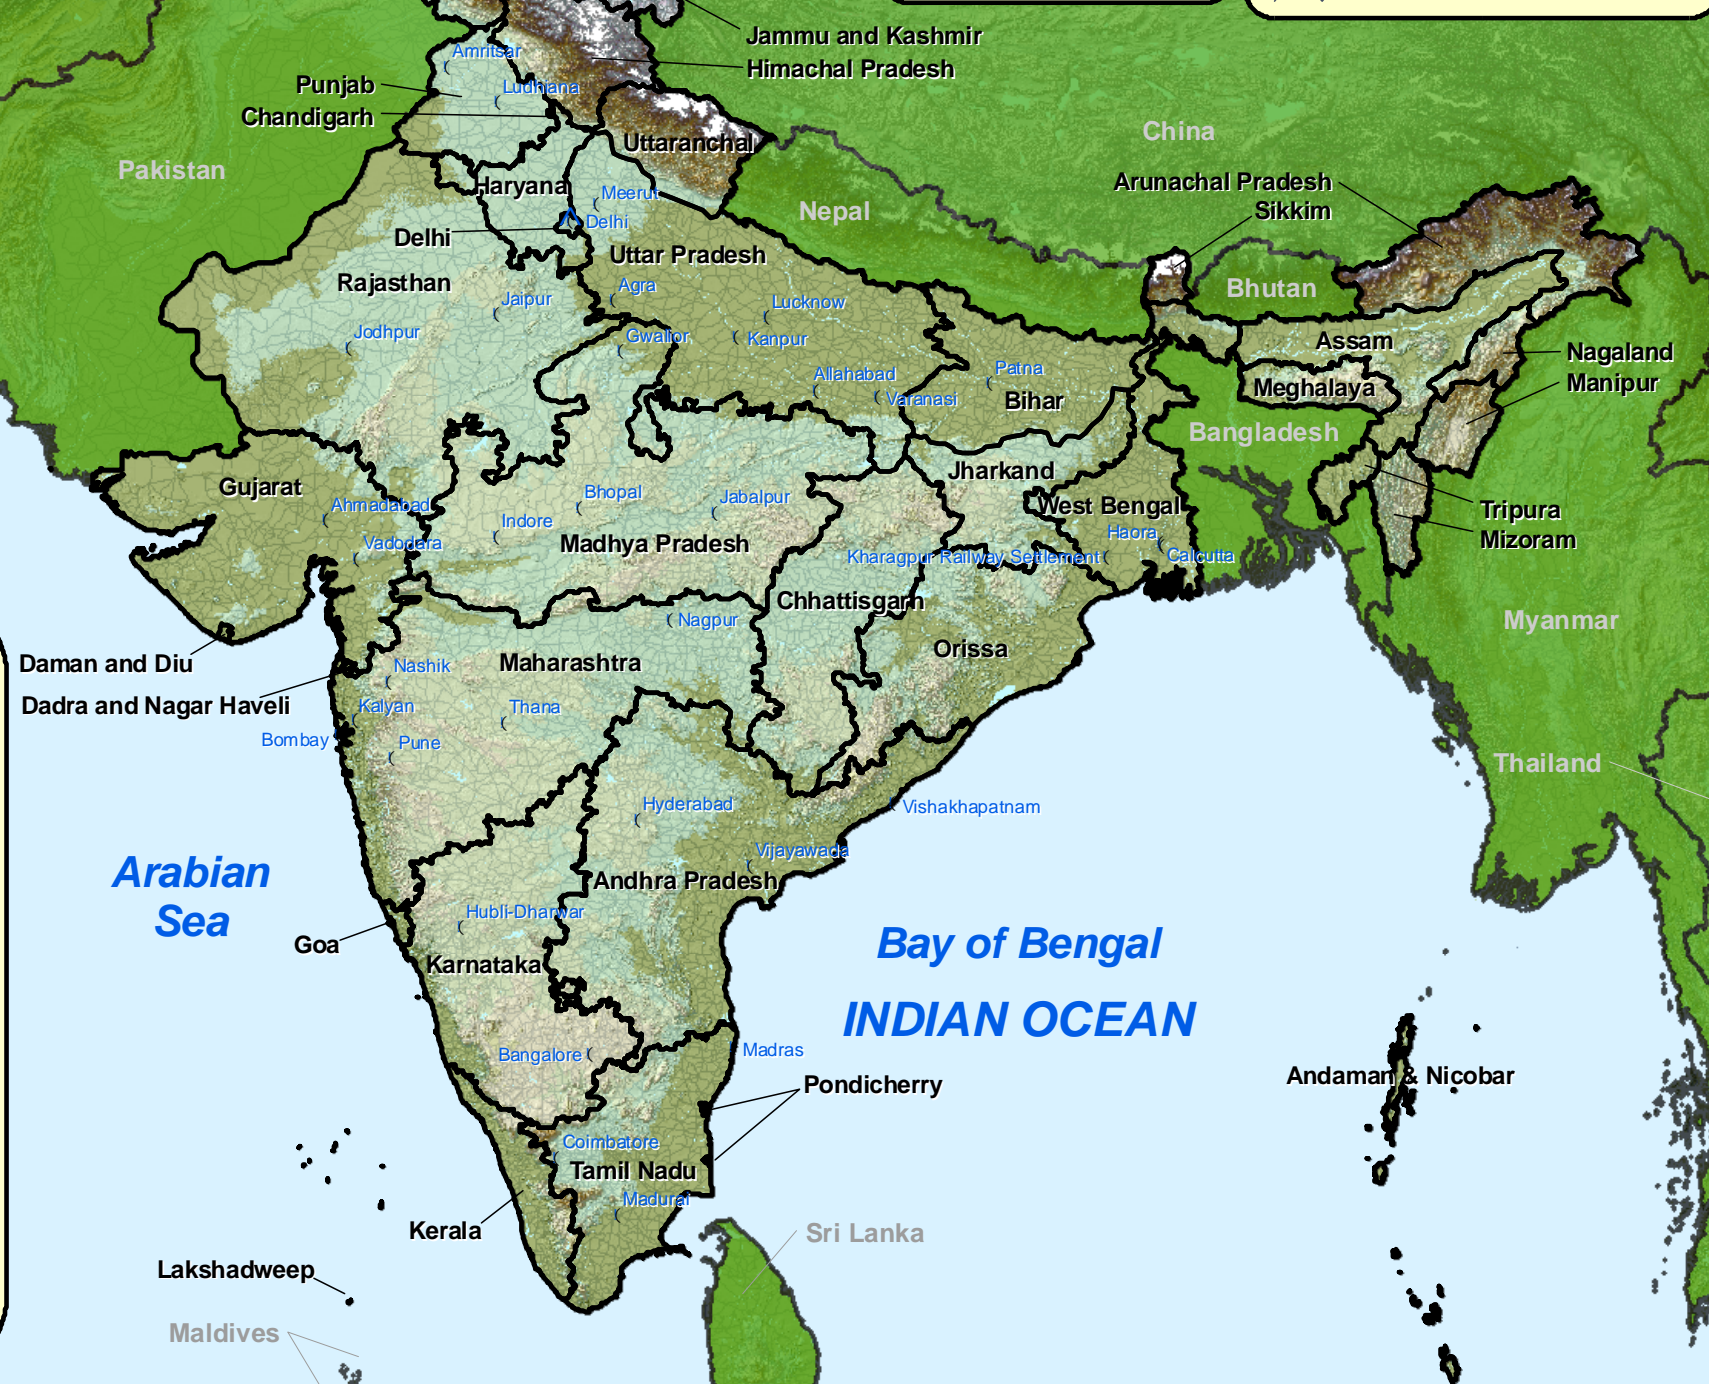 Jammu and Kashmir
Himachal Pradesh
Amritsar
Punjab
Ludhiana
Chandigarh
China
Uttaranchal
Pakistan
Haryana
Meerut
Arunachal Pradesh
Sikkim
Nepal
Delhi
Delhi
Uttar Pradesh
Rajasthan
Agra
Bhutan
Jaipur
Lucknow
Jodhpur
Gwalior
Kanpur
Assam
Nagaland
Patna
Allahabad
Manipur
Meghalaya
Varanasi
Bihar
Bangladesh
Jharkand
Gujarat
Bhopal
Jabalpur
Ahmadabad
West Bengal
Tripura
Indore
Haora
Mizoram
Vadodara
Madhya Pradesh
Kharagpur Railway Settlement
Calcutta
Chhattisgarh
Nagpur
Myanmar
Orissa
Daman and Diu
Nashik
Maharashtra
Dadra and Nagar Haveli
Kalyan
Thana
Bombay
Pune
Thailand
Hyderabad
Vishakhapatnam
Vijayawada
Arabian
Sea
Andhra Pradesh
Hubli-Dharwar
Goa
Bay of Bengal
Karnataka
INDIAN OCEAN
Bangalore
Madras
Andaman & Nicobar
Pondicherry
Coimbatore
Tamil Nadu
Madurai
Kerala
Sri Lanka
Lakshadweep
Maldives